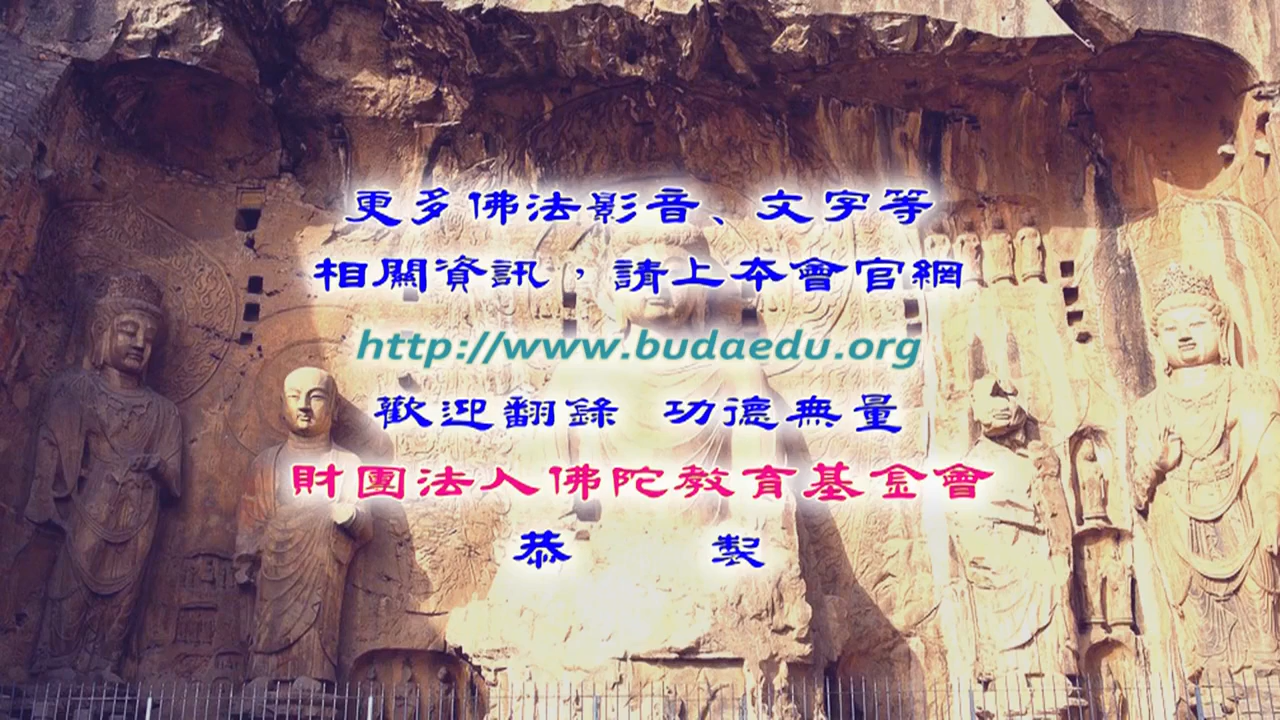 更多佛法影音、文字等
相關資訊，請上本會官網
http://www.budaedu.org
歡迎翻錄 功德無量
財團法人佛陀教育基金會
恭 製